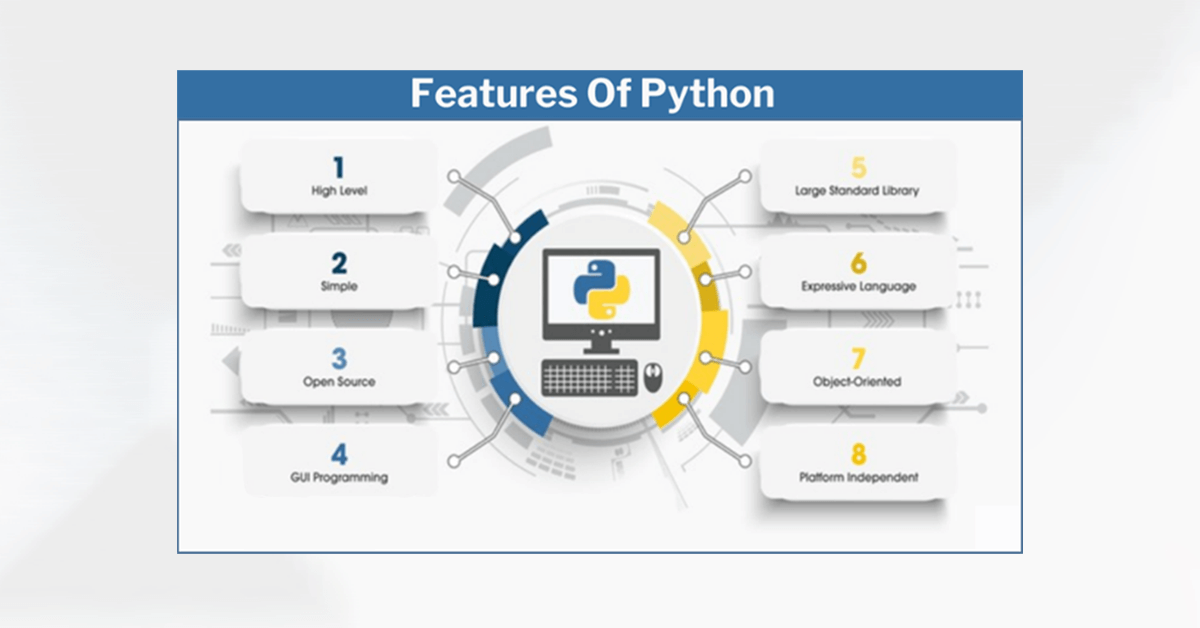 Features Of Python
1
High Level
2
Simple
3
Open Source
4
GUI Programming
5
Large Standard Library
6
Expressive Language
7
Object-Oriented
8
Platform Independent